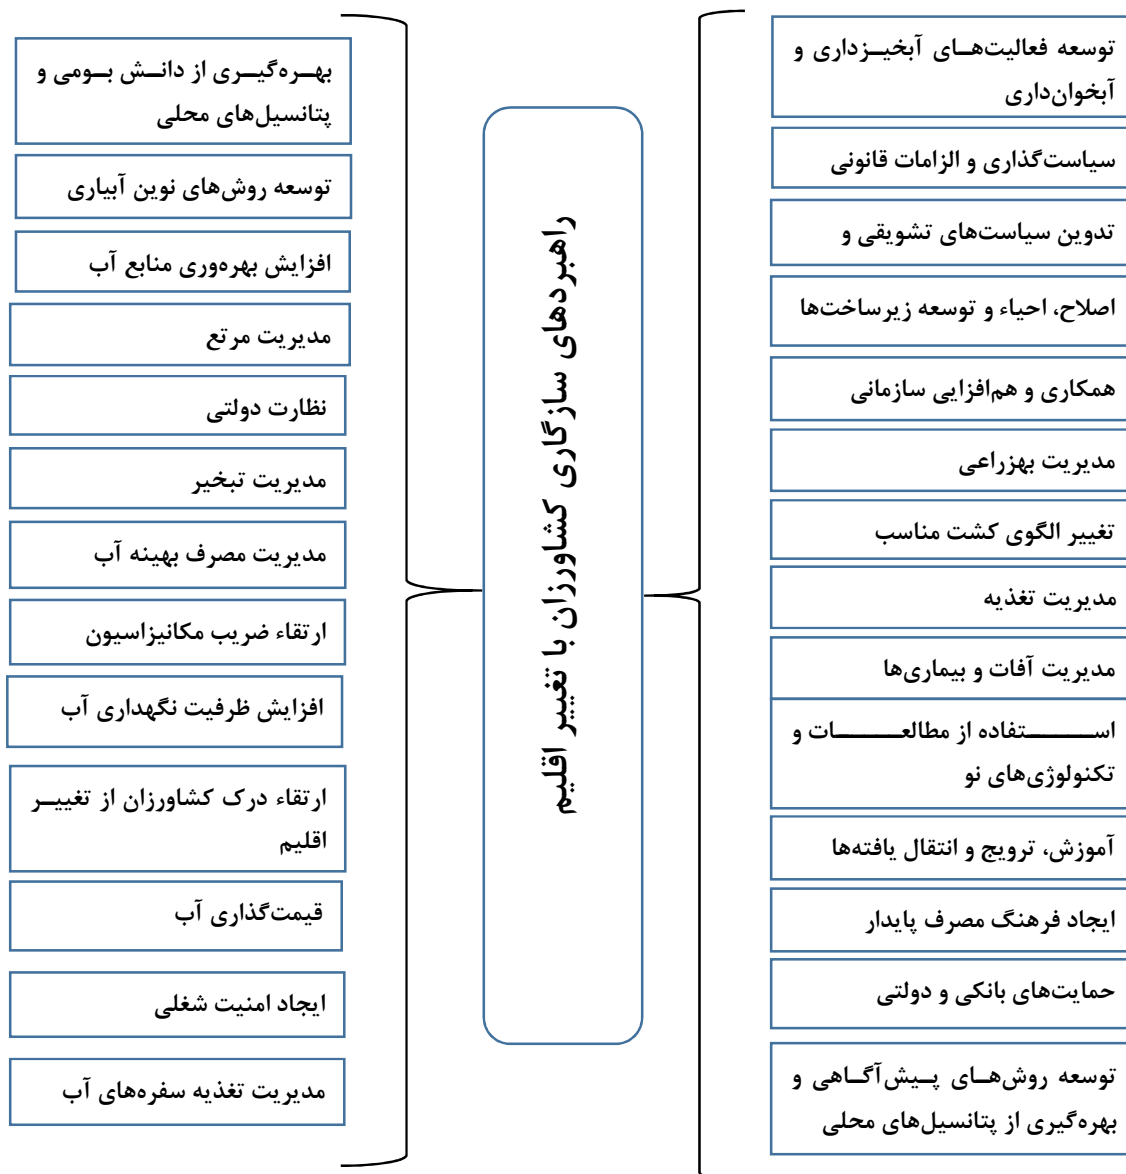 توسعه فعالیت‌های آبخیزداری و
آبخوان‌داری
سیاست‌گذاری و الزامات قانونی
تدوین سیاست‌های تشویقی و
اصلاح، احیاء و توسعه زیرساخت‌ها
همکاری و هم‌افزایی سازمانی
مدیریت بهزراعی
تغییر الگوی کشت مناسب
مدیریت تغذیه
مدیریت آفات و بیماری‌ها
استفاده از مطالعات و
تکنولوژی‌های نو
آموزش، ترویج و انتقال یافته‌ها
ایجاد فرهنگ مصرف پایدار
حمایت‌های بانکی و دولتی
توسعه روش‌های پیش‌آگاهی و
بهره‌گیری از پتانسیل‌های محلی
راهبردهای سازگاری کشاورزان با تغییر اقلیم
بهره‌گیری از دانش بومی و
پتانسیل‌های محلی
توسعه روش‌های نوین آبیاری
افزایش بهره‌وری منابع آب
مدیریت مرتع
نظارت دولتی
مدیریت تبخیر
مدیریت مصرف بهینه آب
ارتقاء ضریب مکانیزاسیون
افزایش ظرفیت نگهداری آب
ارتقاء درک کشاورزان از تغییر
اقلیم
قیمت‌گذاری آب
ایجاد امنیت شغلی
مدیریت تغذیه سفره‌های آب